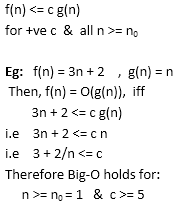 f(n) <= c g(n)
for +ve c & all n >= n₀
Eg: f(n) = 3n + 2 , g(n) = n
Then, f(n) = O(g(n)), iff
3n + 2 <= c g(n)
i.e 3n + 2 <= c n
i.e 3 + 2/n <= c
Therefore Big-O holds for:
n >= n₀ = 1 & c >= 5